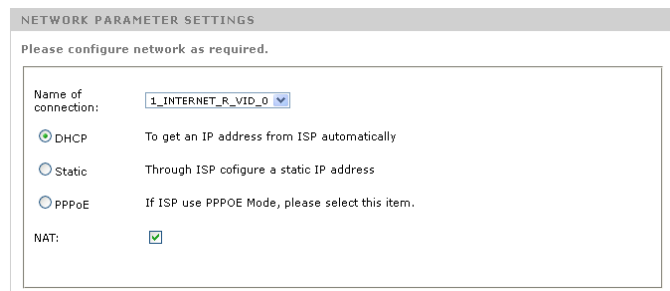 NETWORK PARAMETER SETTINGS
Please configure network as required.
Name of connection: 1_INTERNET_R_VID_0
DHCP To get an IP address from ISP automatically
Static Through ISP cofigure a static IP address
PPPoE If ISP use PPPOE Mode, please select this item.
NAT: